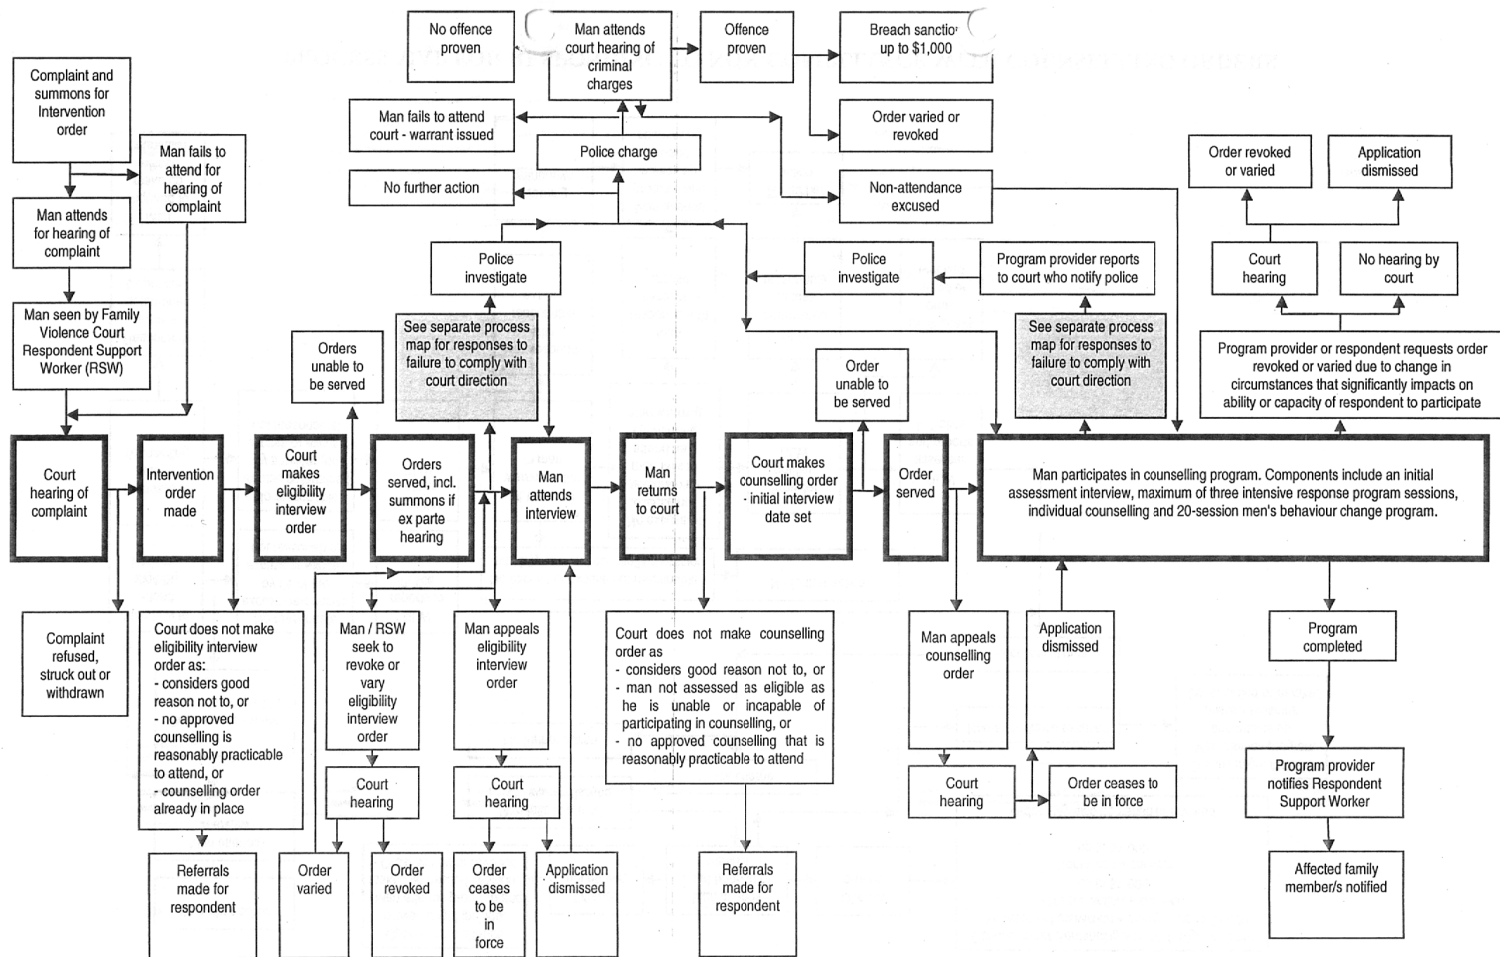 No offence
proven
Man attends
court hearing of
criminal
charges
Offence
proven
Breach sanctio
up to $1,000
Complaint and
summons for
Intervention
order
Man fails to
attend for
hearing of
complaint
Man fails to attend
court - warrant issued
Order varied or
revoked
Police charge
Order revoked
or varied
Application
dismissed
No further action
Non-attendance
excused
Man attends
for hearing of
complaint
Police
investigate
Police
investigate
Program provider reports
to court who notify police
Court
hearing
No hearing by
court
Man seen by Family
Violence Court
Respondent Support
Worker (RSW)
Orders
unable to
be served
See separate process
map for responses to
failure to comply with
court direction
Order
unable to
be served
See separate process
map for responses to
failure to comply with
court direction
Program provider or respondent requests order
revoked or varied due to change in
circumstances that significantly impacts on
ability or capacity of respondent to participate
Court
hearing of
complaint
Intervention
order
made
Court
makes
eligibility
interview
order
Orders
served, incl.
summons if
ex parte
hearing
Man
attends
interview
Man
returns
to court
Court makes
counselling order
- initial interview
date set
Order
served
Man participates in counselling program. Components include an initial
assessment interview, maximum of three intensive response program sessions,
individual counselling and 20-session men's behaviour change program.
Complaint
refused,
struck out or
withdrawn
Court does not make
eligibility interview
order as:
- considers good
reason not to, or
- no approved
counselling is
reasonably practicable
to attend, or
- counselling order
already in place
Man / RSW
seek to
revoke or
vary
eligibility
interview
order
Man appeals
eligibility
interview
order
Court does not make counselling
order as
- considers good reason not to, or
- man not assessed as eligible as
he is unable or incapable of
participating in counselling, or
- no approved counselling that is
reasonably practicable to attend
Man appeals
counselling
order
Application
dismissed
Program
completed
Court
hearing
Court
hearing
Court
hearing
Order ceases to
be in force
Program provider
notifies Respondent
Support Worker
Referrals
made for
respondent
Order
varied
Order
revoked
Order
ceases
to be
in
force
Application
dismissed
Referrals
made for
respondent
Affected family
member/s notified